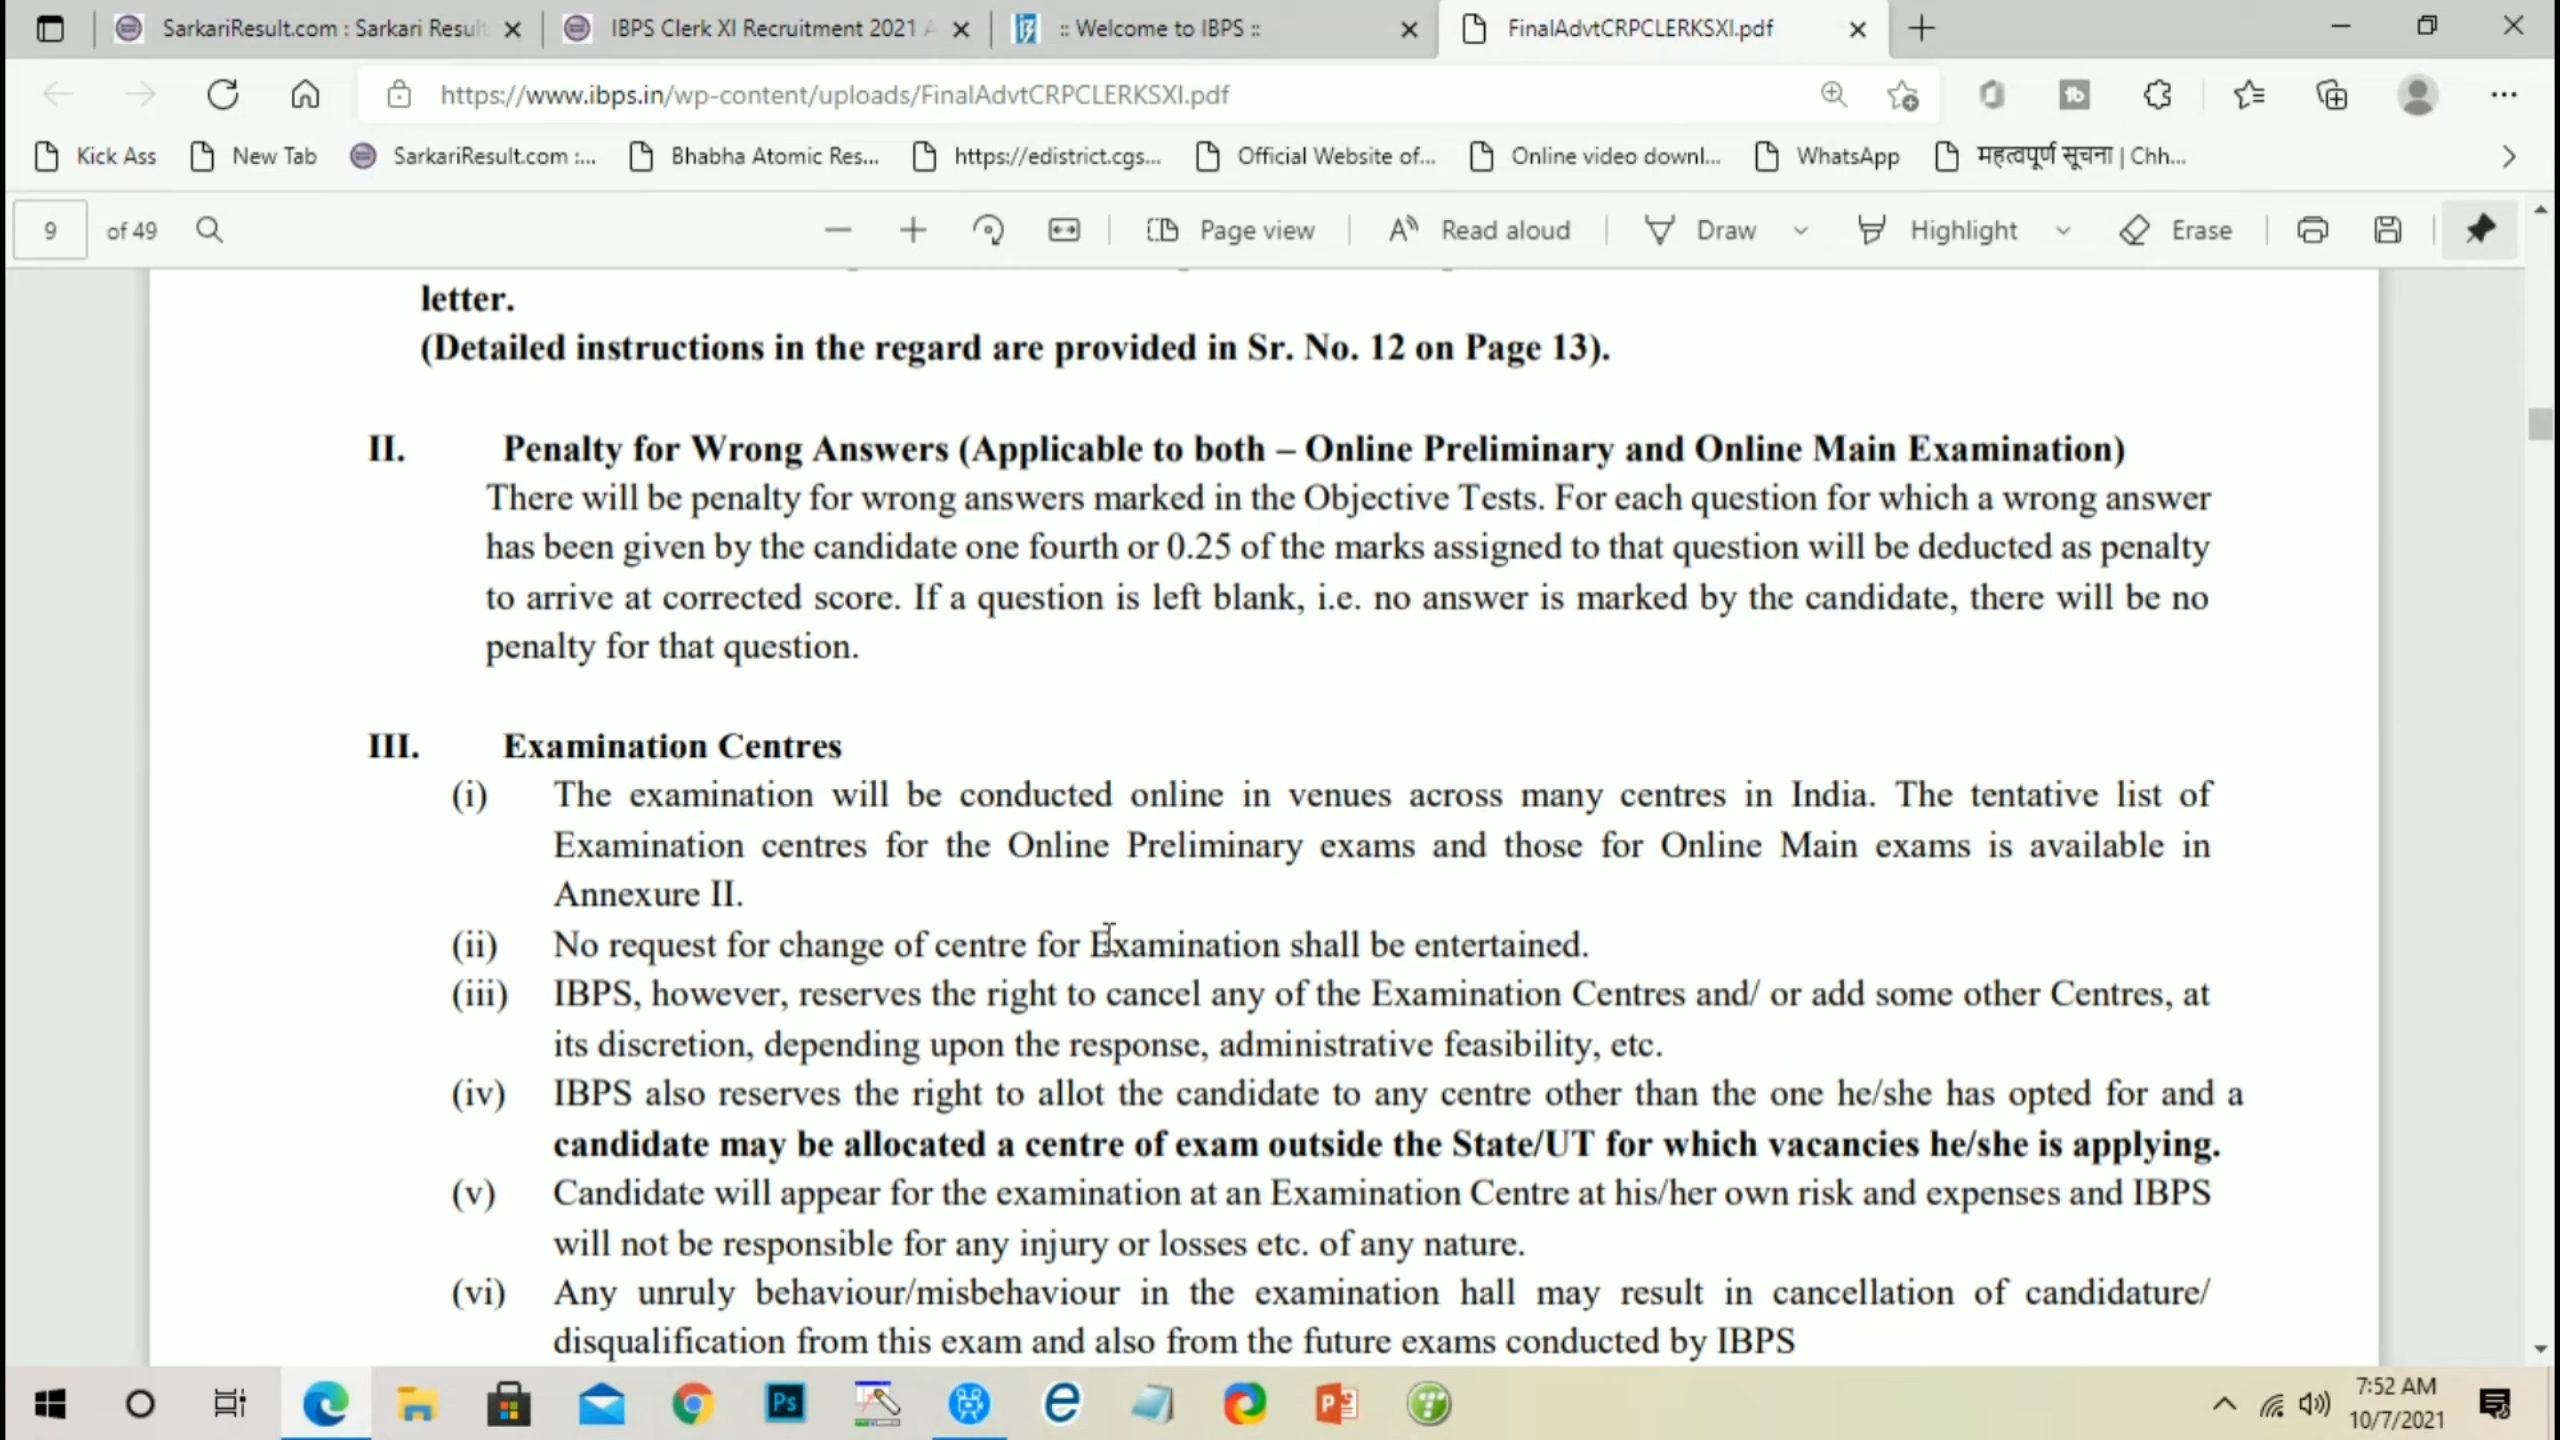 SarkariResult.com : Sarkari Result
IBPS Clerk XI Recruitment 2021 A
:: Welcome to IBPS ::
FinalAdvtCRPCLERKSXI.pdf
https://www.ibps.in/wp-content/uploads/FinalAdvtCRPCLERKSXI.pdf
Kick Ass
New Tab
SarkariResult.com :...
Bhabha Atomic Res...
https://edistrict.cgs...
Official Website of...
Online video downl...
WhatsApp
महत्वपूर्ण सूचना | Chh...
9 of 49
Page view
Read aloud
Draw
Highlight
Erase
letter.
(Detailed instructions in the regard are provided in Sr. No. 12 on Page 13).
II. Penalty for Wrong Answers (Applicable to both – Online Preliminary and Online Main Examination)
There will be penalty for wrong answers marked in the Objective Tests. For each question for which a wrong answer
has been given by the candidate one fourth or 0.25 of the marks assigned to that question will be deducted as penalty
to arrive at corrected score. If a question is left blank, i.e. no answer is marked by the candidate, there will be no
penalty for that question.
III. Examination Centres
(i) The examination will be conducted online in venues across many centres in India. The tentative list of
Examination centres for the Online Preliminary exams and those for Online Main exams is available in
Annexure II.
(ii) No request for change of centre for Examination shall be entertained.
(iii) IBPS, however, reserves the right to cancel any of the Examination Centres and/ or add some other Centres, at
its discretion, depending upon the response, administrative feasibility, etc.
(iv) IBPS also reserves the right to allot the candidate to any centre other than the one he/she has opted for and a
candidate may be allocated a centre of exam outside the State/UT for which vacancies he/she is applying.
(v) Candidate will appear for the examination at an Examination Centre at his/her own risk and expenses and IBPS
will not be responsible for any injury or losses etc. of any nature.
(vi) Any unruly behaviour/misbehaviour in the examination hall may result in cancellation of candidature/
disqualification from this exam and also from the future exams conducted by IBPS
Ps
7:52 AM
10/7/2021